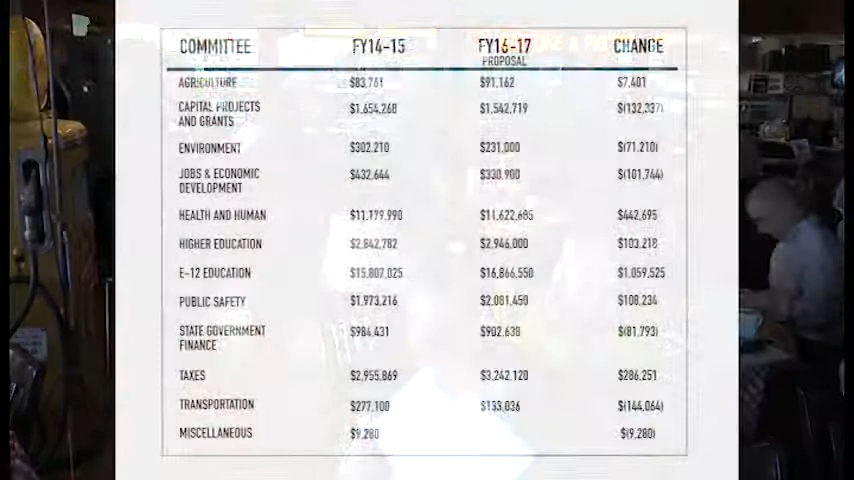 COMMITTEE FY14-15 FY16-17 CHANGE
PROPOSAL
AGRICULTURE $83,761 $91,162 $7,401
CAPITAL PROJECTS $1,654,268 $1,542,719 $(132,337)
AND GRANTS
ENVIRONMENT $302,210 $231,000 $(71,210)
JOBS & ECONOMIC $432,644 $330,900 $(101,744)
DEVELOPMENT
HEALTH AND HUMAN $11,179,990 $11,622,685 $442,695
HIGHER EDUCATION $2,842,782 $2,946,000 $103,218
E-12 EDUCATION $15,807,025 $16,866,550 $1,059,525
PUBLIC SAFETY $1,973,216 $2,081,450 $108,234
STATE GOVERNMENT $984,431 $902,638 $(81,793)
FINANCE
TAXES $2,955,869 $3,242,120 $286,251
TRANSPORTATION $277,100 $133,036 $(144,064)
MISCELLANEOUS $9,280 $(9,280)